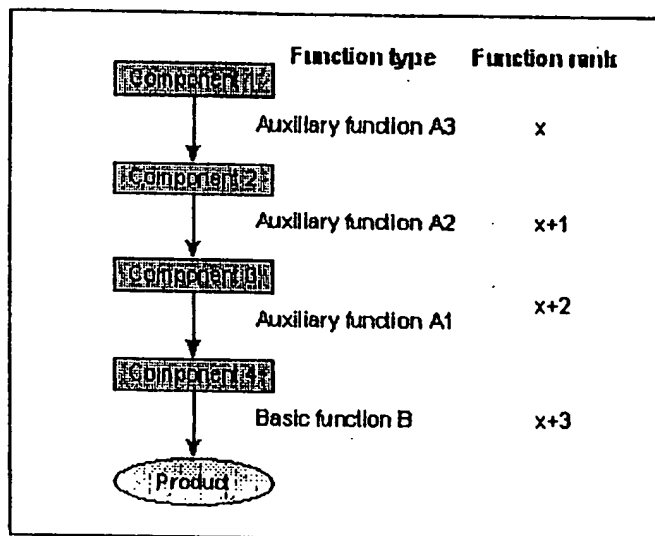 Function type Function rank
Component 1
Auxiliary function A3 x
Component 2
Auxiliary function A2 x+1
Component 3
x+2
Auxiliary function A1
Component 4
Basic function B x+3
Product